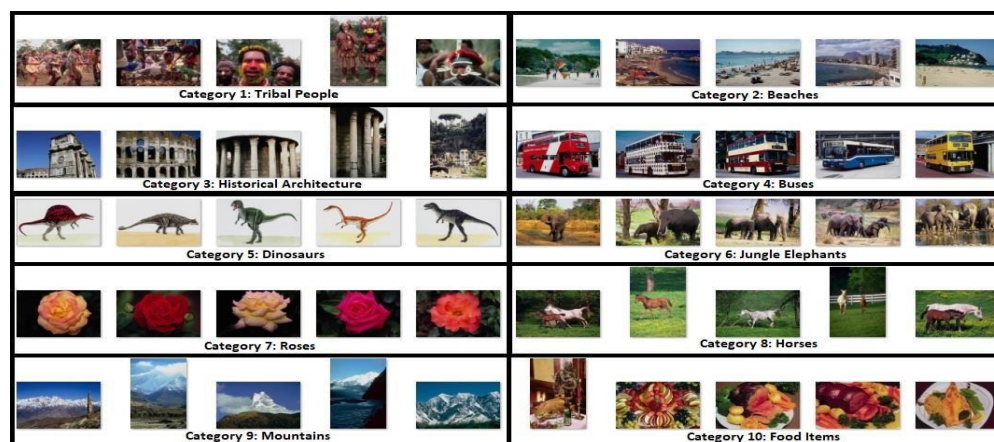 Category 1: Tribal People
Category 2: Beaches
Category 3: Historical Architecture
Category 4: Buses
Category 5: Dinosaurs
Category 6: Jungle Elephants
Category 7: Roses
Category 8: Horses
Category 9: Mountains
Category 10: Food Items